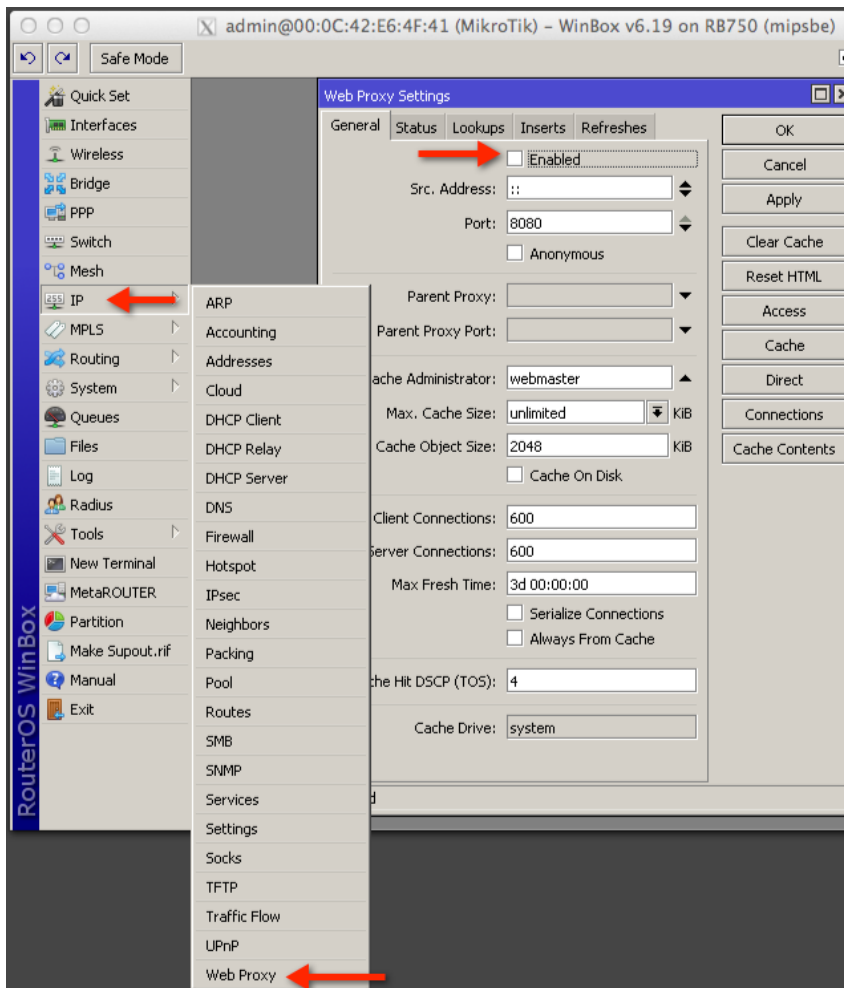 admin@00:0C:42:E6:4F:41 (MikroTik) – WinBox v6.19 on RB750 (mipsbe)
Safe Mode
Quick Set
Interfaces
Wireless
Bridge
PPP
Switch
Mesh
IP
MPLS
Routing
System
Queues
Files
Log
Radius
Tools
New Terminal
MetaROUTER
Partition
Make Supout.rif
Manual
Exit
RouterOS WinBox
ARP
Accounting
Addresses
Cloud
DHCP Client
DHCP Relay
DHCP Server
DNS
Firewall
Hotspot
IPsec
Neighbors
Packing
Pool
Routes
SMB
SNMP
Services
Settings
Socks
TFTP
Traffic Flow
UPnP
Web Proxy
Web Proxy Settings
General Status Lookups Inserts Refreshes
Enabled
Src. Address: ::
Port: 8080
Anonymous
Parent Proxy:
Parent Proxy Port:
ache Administrator: webmaster
Max. Cache Size: unlimited KiB
Cache Object Size: 2048 KiB
Cache On Disk
Client Connections: 600
Server Connections: 600
Max Fresh Time: 3d 00:00:00
Serialize Connections
Always From Cache
he Hit DSCP (TOS): 4
Cache Drive: system
OK
Cancel
Apply
Clear Cache
Reset HTML
Access
Cache
Direct
Connections
Cache Contents